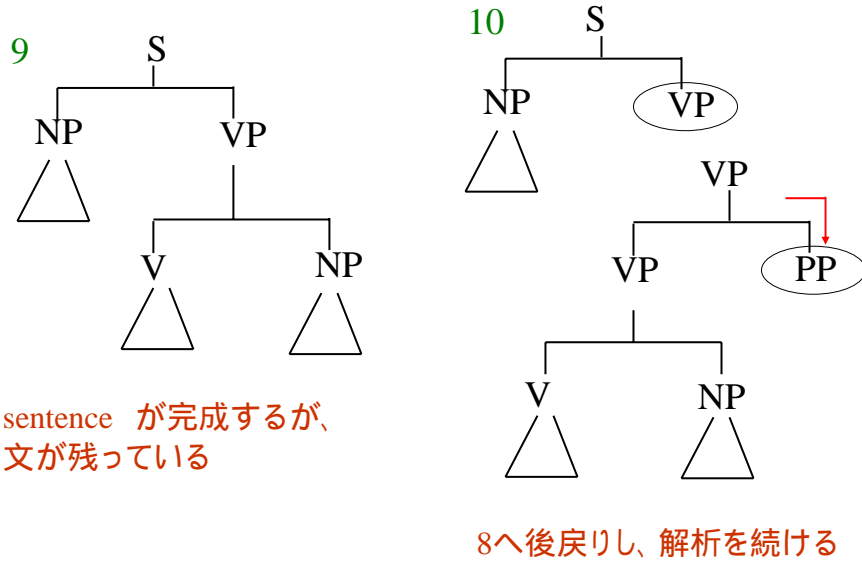 9
S
NP
VP
V
NP
sentence が完成するが、
文が残っている
10
S
NP
VP
VP
VP
PP
V
NP
8へ後戻りし、解析を続ける